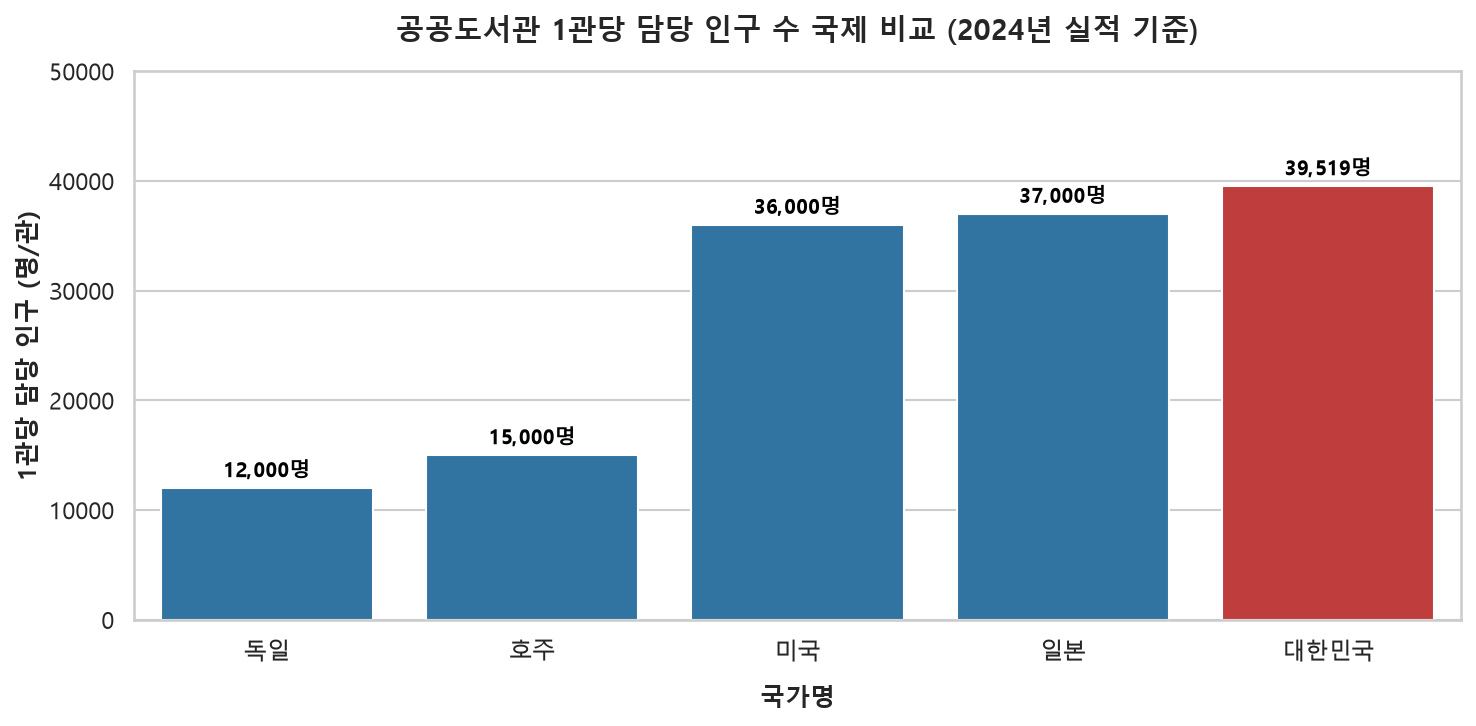 공공도서관 1관당 담당 인구 수 국제 비교 (2024년 실적 기준)
1관당 담당 인구 (명/관)
50000
40000
30000
20000
10000
0
12,000명
15,000명
36,000명
37,000명
39,519명
독일
호주
미국
일본
대한민국
국가명